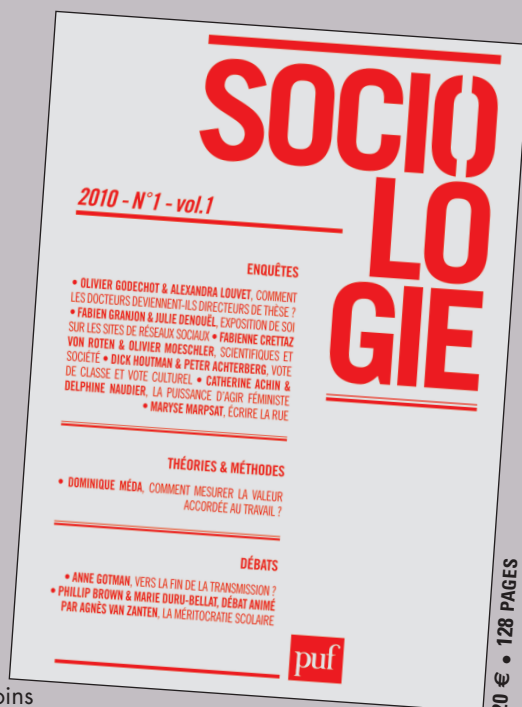 SOCIO
LO
GIE
2010 - N°1 - vol.1
ENQUÊTES
• OLIVIER GODECHOT & ALEXANDRA LOUVET, COMMENT
LES DOCTEURS DEVIENNENT-ILS DIRECTEURS DE THÈSE ?
• FABIEN GRANJON & JULIE DENOUËL, EXPOSITION DE SOI
SUR LES SITES DE RÉSEAUX SOCIAUX • FABIENNE CRETTAZ
VON ROTEN & OLIVIER MOESCHLER, SCIENTIFIQUES ET
SOCIÉTÉ • DICK HOUTMAN & PETER ACHTERBERG, VOTE
DE CLASSE ET VOTE CULTUREL • CATHERINE ACHIN &
DELPHINE NAUDIER, LA PUISSANCE D'AGIR FÉMINISTE
• MARYSE MARPSAT, ÉCRIRE LA RUE
THÉORIES & MÉTHODES
• DOMINIQUE MÉDA, COMMENT MESURER LA VALEUR
ACCORDÉE AU TRAVAIL ?
DÉBATS
• ANNE GOTMAN, VERS LA FIN DE LA TRANSMISSION ?
• PHILLIP BROWN & MARIE DURU-BELLAT, DÉBAT ANIMÉ
PAR AGNÈS VAN ZANTEN, LA MÉRITOCRATIE SCOLAIRE
puf
20 € • 128 PAGES